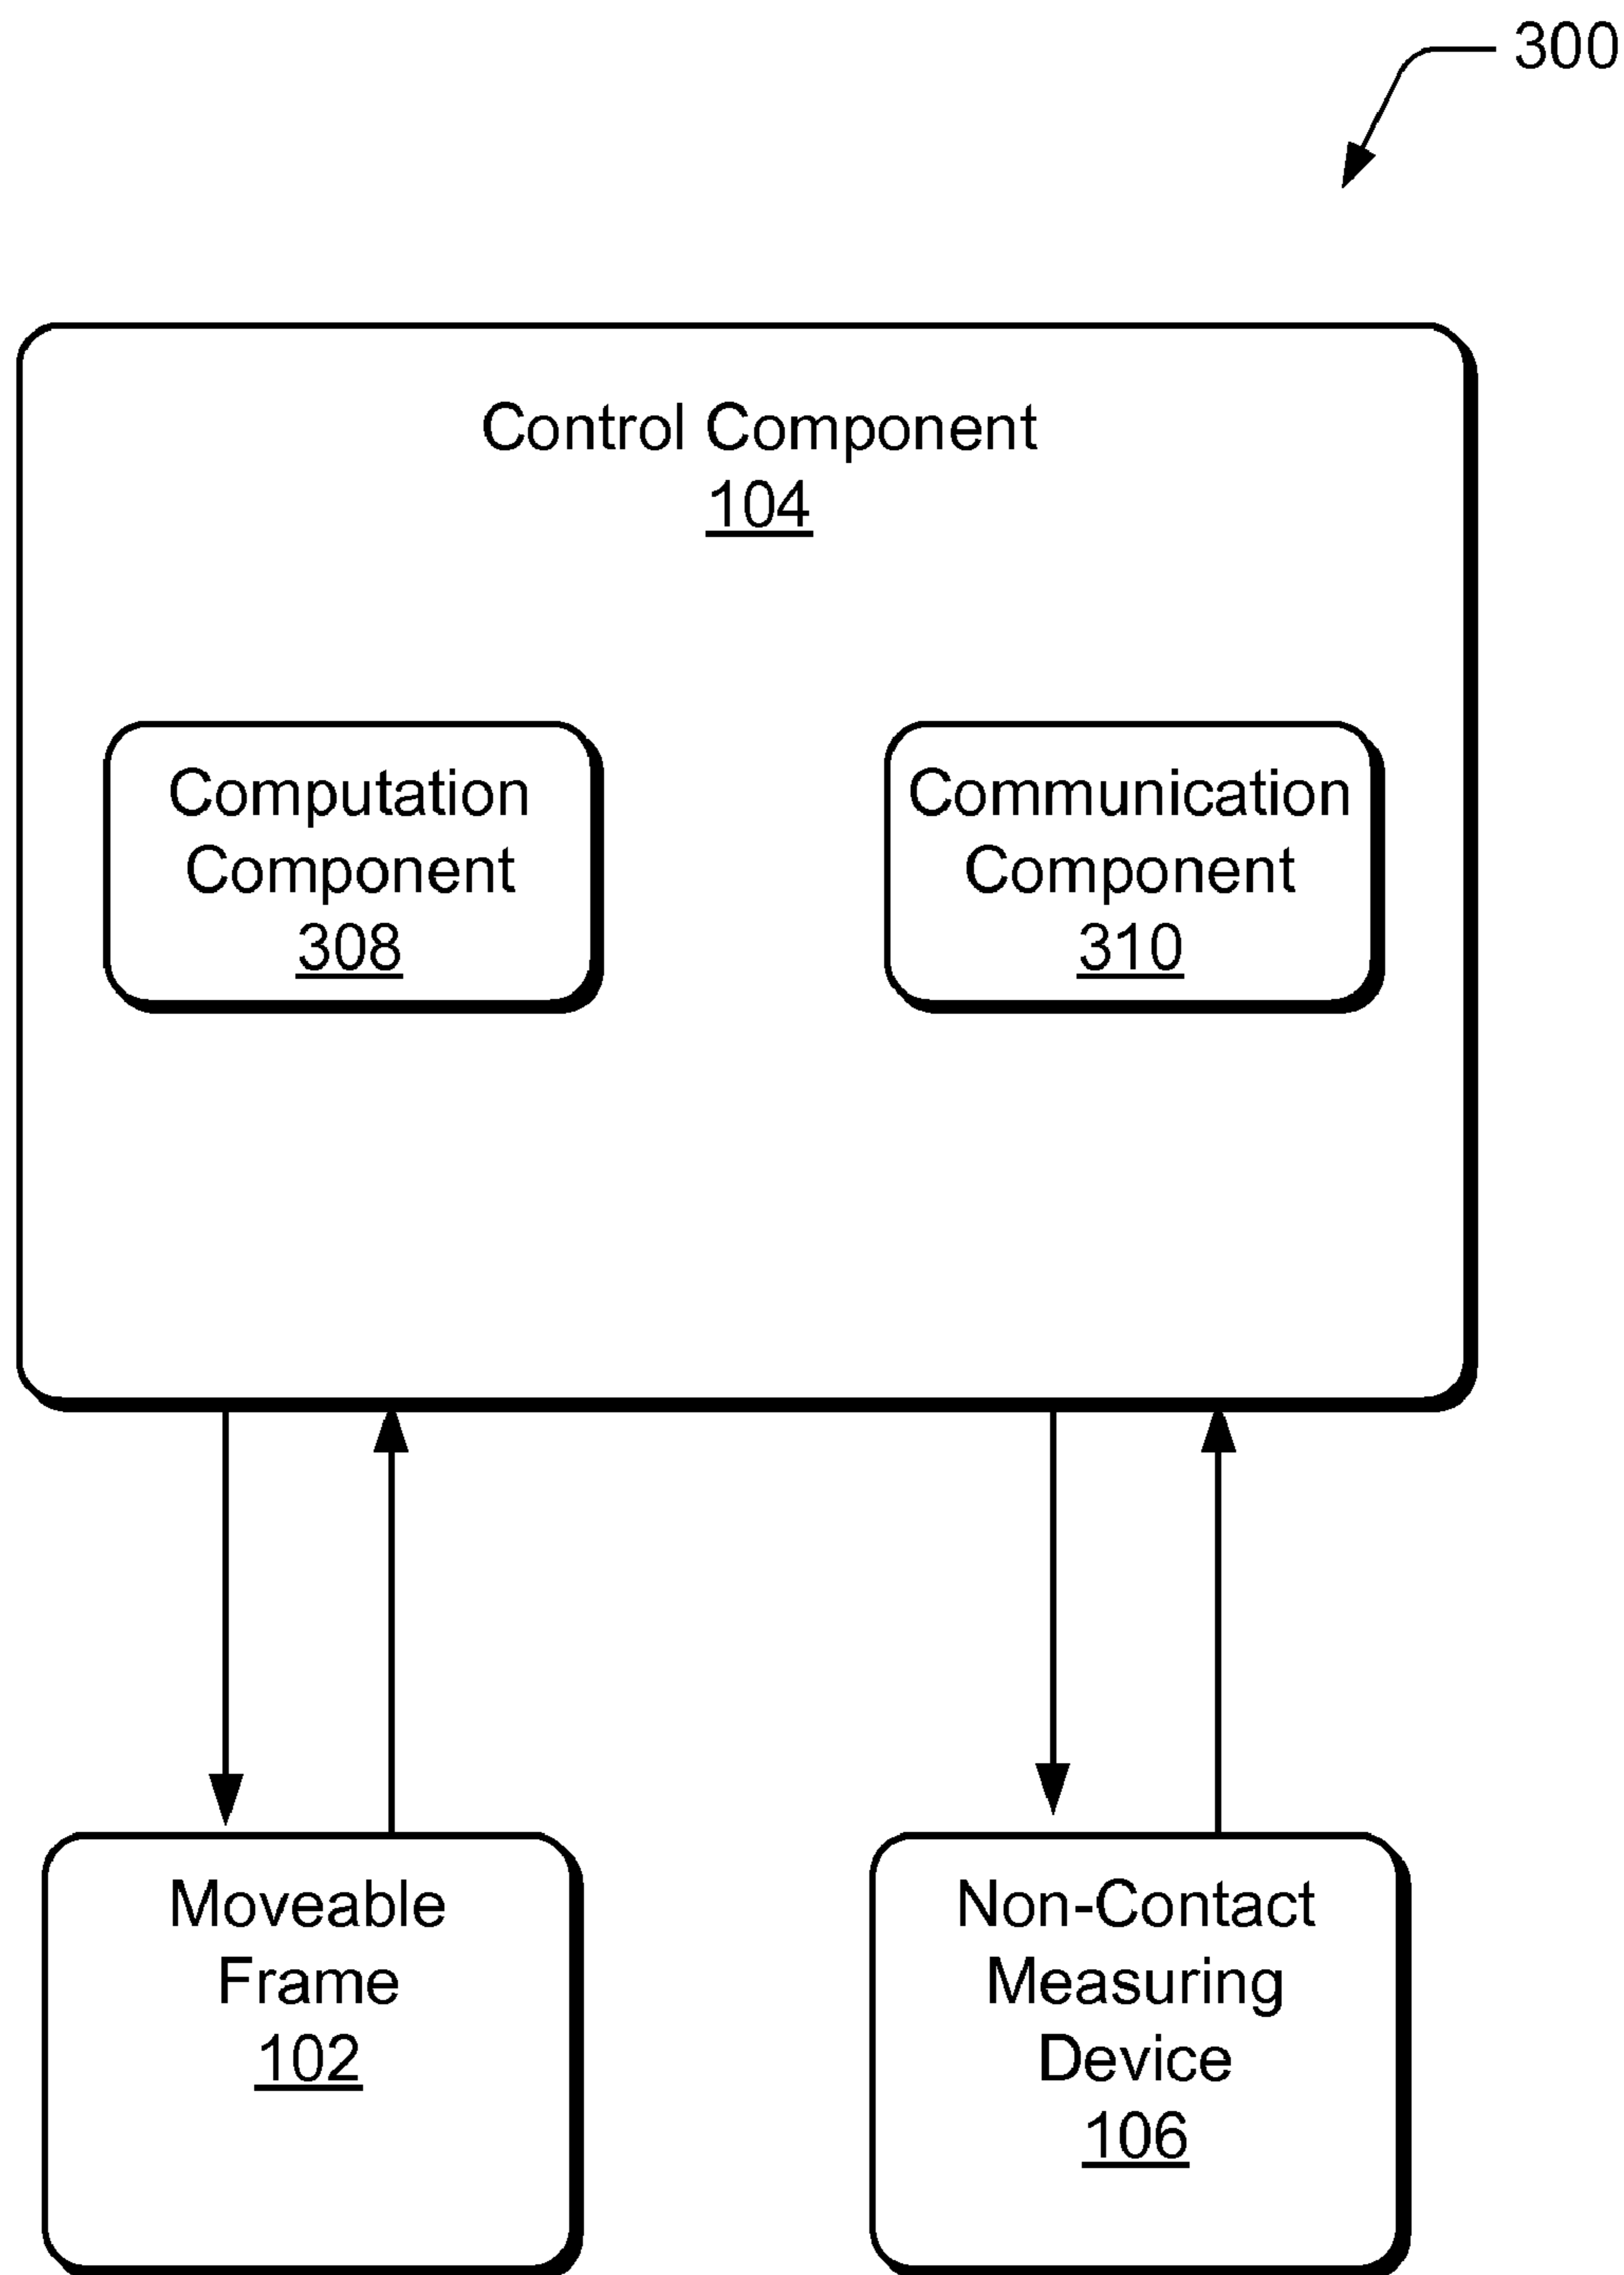 300
Control Component
104
Computation
Component
308
Communication
Component
310
Moveable
Frame
102
Non-Contact
Measuring
Device
106